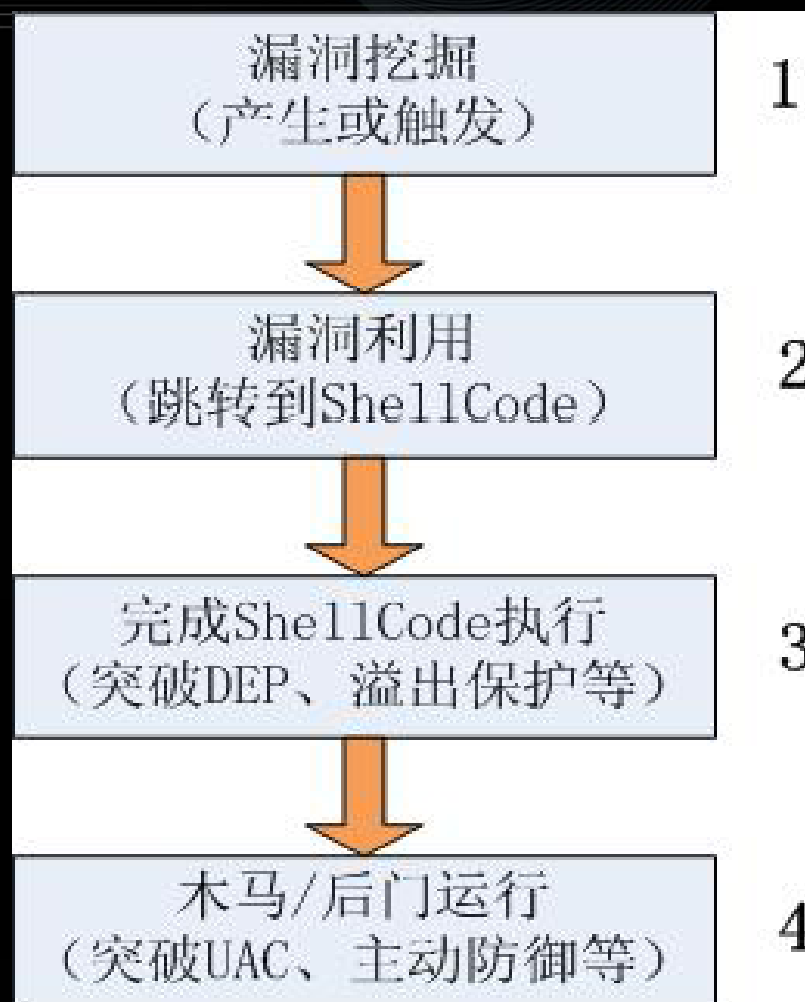 漏洞挖掘
（产生或触发）
1
漏洞利用
（跳转到ShellCode）
2
完成ShellCode执行
（突破DEP、溢出保护等）
3
木马/后门运行
（突破UAC、主动防御等）
4